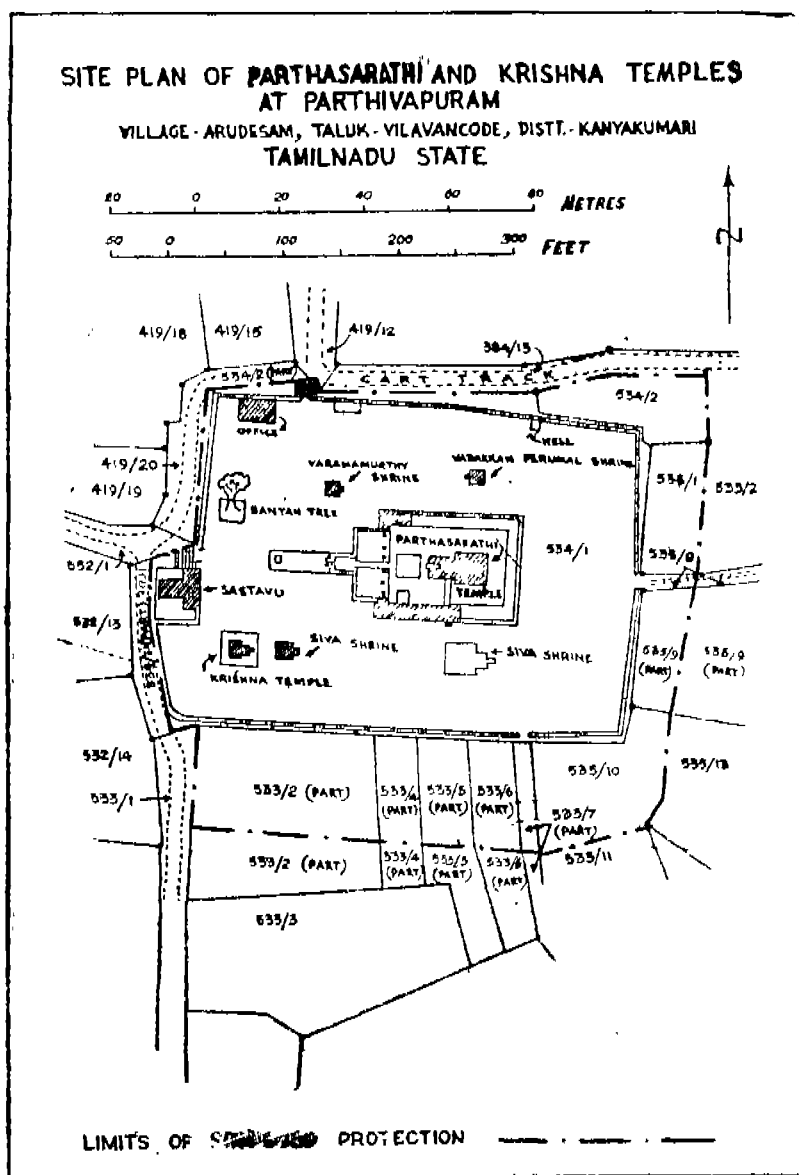 SITE PLAN OF PARTHASARATHI AND KRISHNA TEMPLES
AT PARTHIVAPURAM
VILLAGE - ARUDESAM, TALUK - VILAVANCODE, DISTT. - KANYAKUMARI
TAMILNADU STATE
20 0 20 40 60 80 METRES
50 0 100 200 300 FEET
N
419/18
419/15
419/12
384/15
534/2 (PART)
CART TRACK
534/2
OFFICE
WELL
419/20
419/19
VARAHAMURTHY
SHRINE
VADAKKAN PERUMAL SHRINE
535/2
BANYAN TREE
PARTHASARATHI
TEMPLE
534/1
552/1
SASTAVU
SIVA SHRINE
SIVA SHRINE
KRISHNA TEMPLE
535/9
(PART)
535/9
(PART)
532/14
533/1
533/2 (PART)
533/4
(PART)
533/5
(PART)
533/6
(PART)
535/10
535/13
533/7
(PART)
533/2 (PART)
533/4
(PART)
533/5
(PART)
533/6
(PART)
535/11
533/3
LIMITS OF PROTECTION